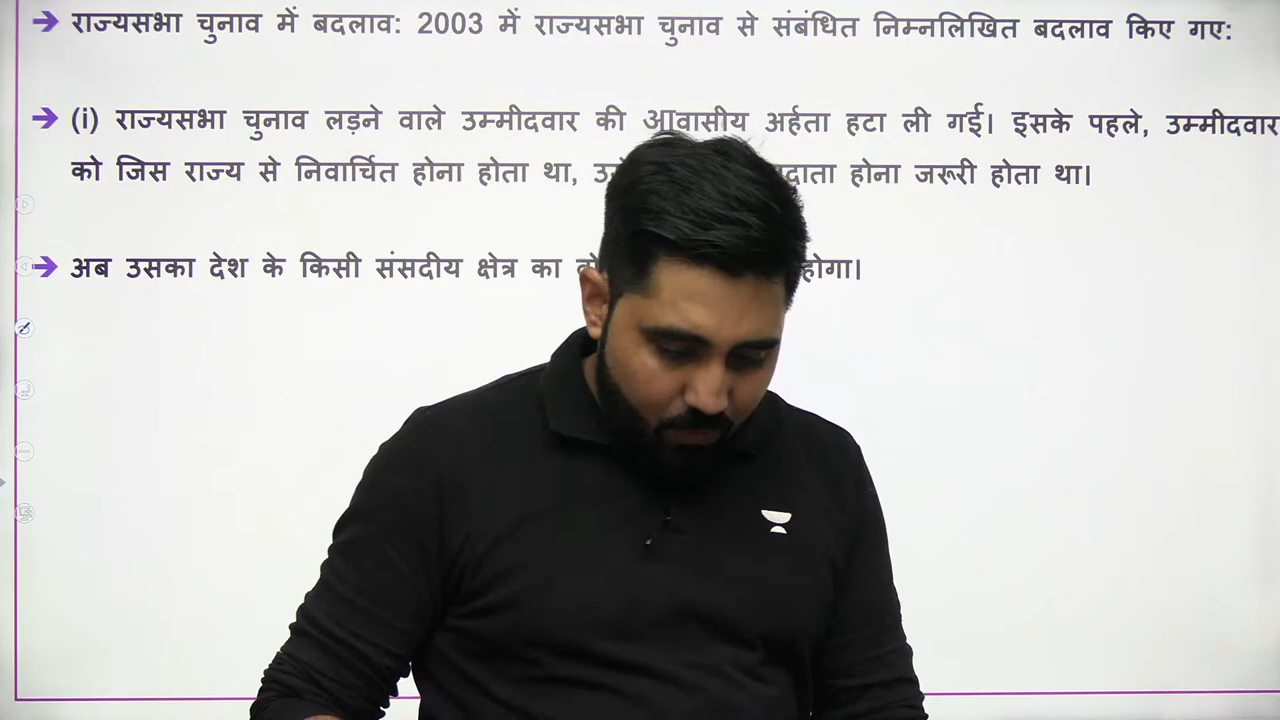 → राज्यसभा चुनाव में बदलाव: 2003 में राज्यसभा चुनाव से संबंधित निम्नलिखित बदलाव किए गए:
→ (i) राज्यसभा चुनाव लड़ने वाले उम्मीदवार की आवासीय अर्हता हटा ली गई। इसके पहले, उम्मीदवार
को जिस राज्य से निवार्चित होना होता था, होना जरूरी होता था।
→ अब उसका देश के किसी संसदीय क्षेत्र का होगा।